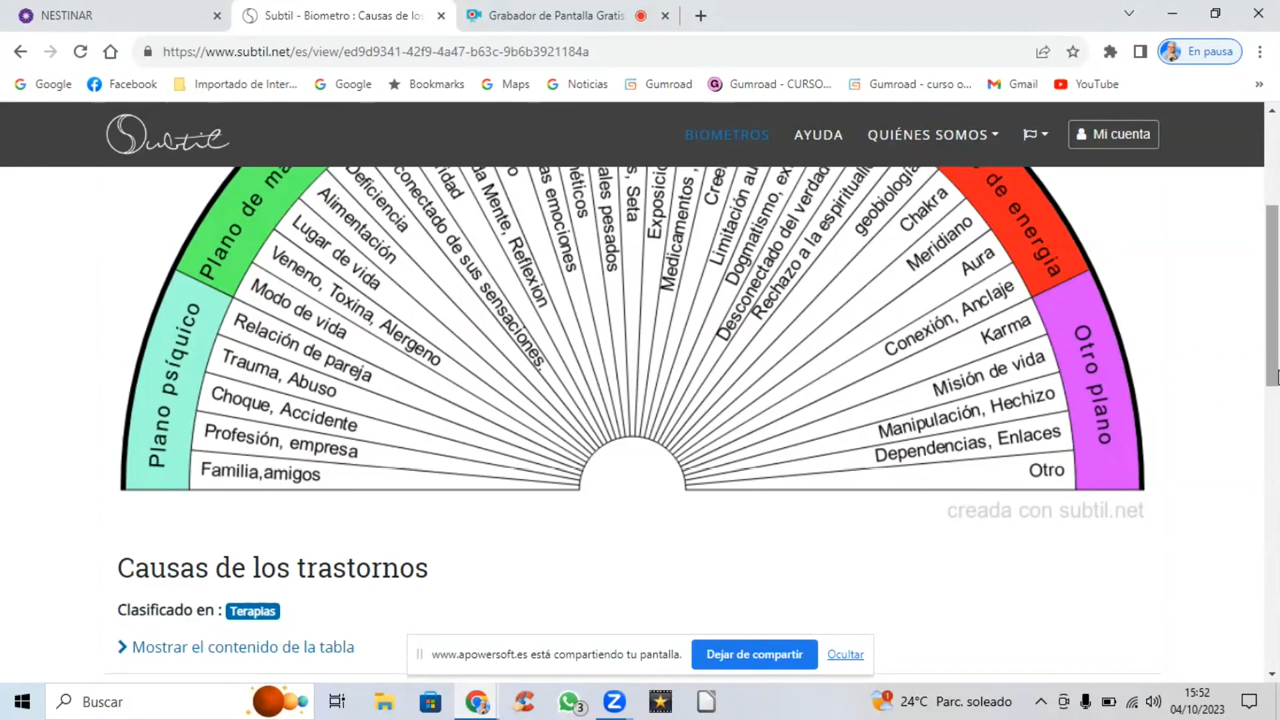 NESTINAR
Subtil - Biometro : Causas de los
Grabador de Pantalla Gratis
https://www.subtil.net/es/view/ed9d9341-42f9-4a47-b63c-9b6b3921184a
En pausa
Google
Facebook
Importado de Inter...
Google
Bookmarks
Maps
Noticias
Gumroad
Gumroad - CURSO...
Gumroad - curso o...
Gmail
YouTube
Subtil
BIOMETROS
AYUDA
QUIÉNES SOMOS
Mi cuenta
Plano psíquico
Plano de
Familia,amigos
Profesión, empresa
Choque, Accidente
Trauma, Abuso
Relación de pareja
Modo de vida
Veneno, Toxina, Alergeno
Lugar de vida
Alimentación
Deficiencia
conectado de sus sensaciones.
Mente, Reflexion
emociones
pesados
Seta
Medicamentos ,
Limitación
Dogmatismo,
Desconectado del
Rechazo a la
geobiología
Chakra
Meridiano
Aura
Conexión, Anclaje
Karma
Misión de vida
Manipulación, Hechizo
Dependencias, Enlaces
Otro
de energia
Otro plano
creada con subtil.net
Causas de los trastornos
Clasificado en : Terapias
Mostrar el contenido de la tabla
www.apowersoft.es está compartiendo tu pantalla.
Dejar de compartir
Ocultar
Buscar
3
24°C Parc. soleado
15:52
04/10/2023